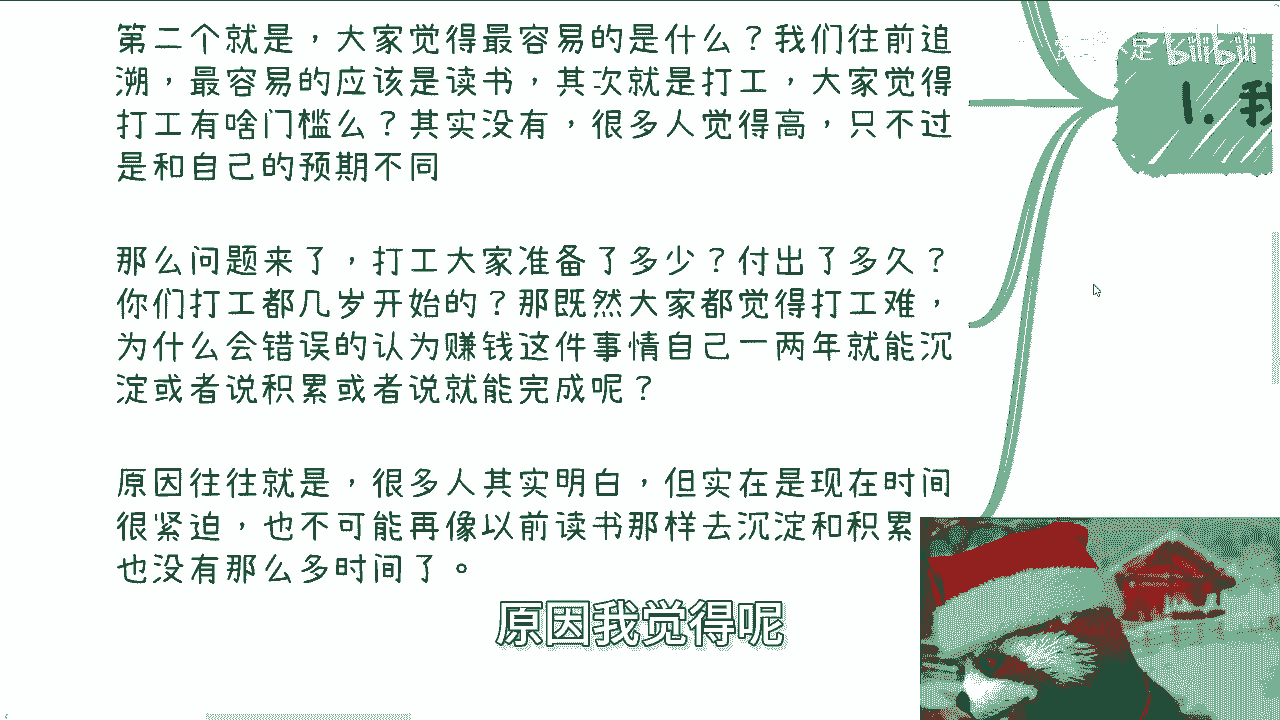 第二个就是，大家觉得最容易的是什么？我们往前追
溯，最容易的应该是读书，其次就是打工，大家觉得
打工有啥门槛么？其实没有，很多人觉得高，只不过
是和自己的预期不同
那么问题来了，打工大家准备了多少？付出了多久？
你们打工都几岁开始的？那既然大家都觉得打工难，
为什么会错误的认为赚钱这件事情自己一两年就能沉
淀或者说积累或者说就能完成呢？
原因往往就是，很多人其实明白，但实在是现在时间
很紧迫，也不可能再像以前读书那样去沉淀和积累
也没有那么多时间了。
bilibili
1. 我
原因我觉得呢